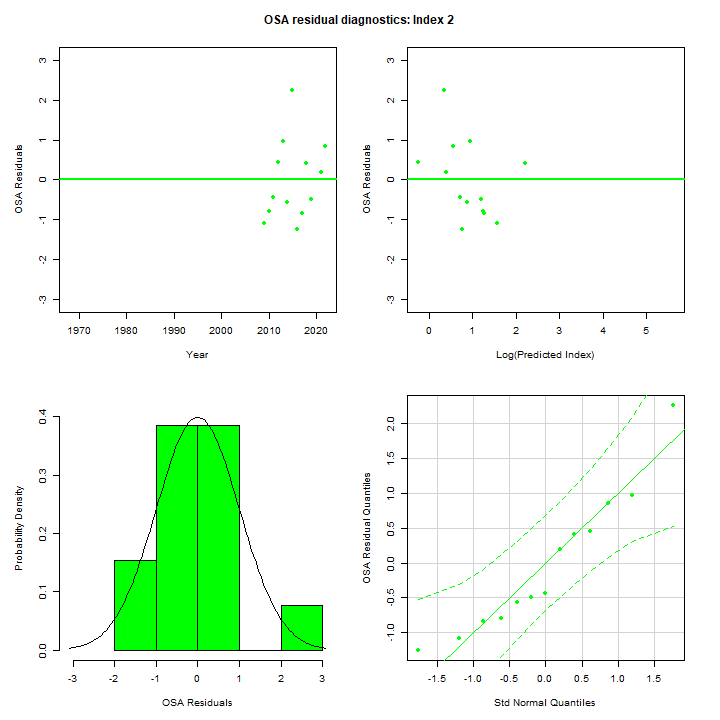 OSA residual diagnostics: Index 2
3
2
1
0
-1
-2
-3
OSA Residuals
1970 1980 1990 2000 2010 2020
Year
3
2
1
0
-1
-2
-3
OSA Residuals
0 1 2 3 4 5
Log(Predicted Index)
0.4
0.3
0.2
0.1
0.0
Probability Density
-3 -2 -1 0 1 2 3
OSA Residuals
2.0
1.5
1.0
0.5
0.0
-0.5
-1.0
OSA Residual Quantiles
-1.5 -1.0 -0.5 0.0 0.5 1.0 1.5
Std Normal Quantiles